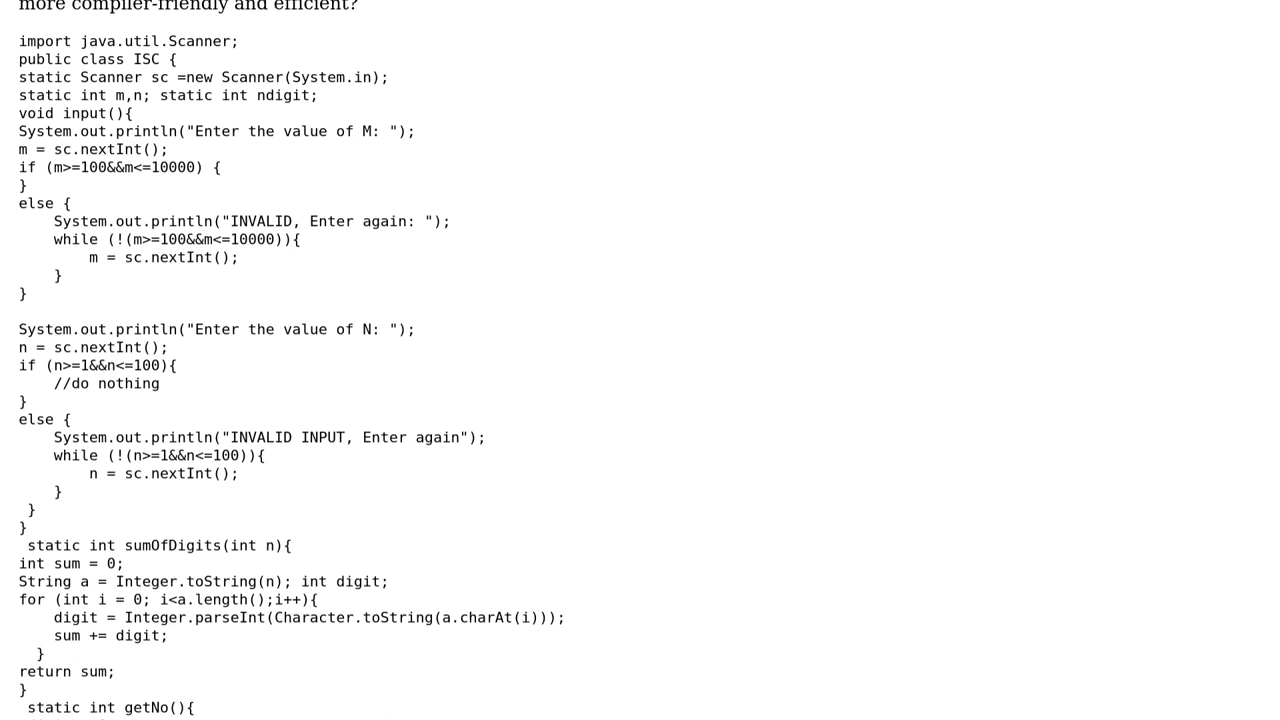 more compiler-friendly and efficient?
import java.util.Scanner;
public class ISC {
static Scanner sc =new Scanner(System.in);
static int m,n; static int ndigit;
void input(){
System.out.println("Enter the value of M: ");
m = sc.nextInt();
if (m>=100&&m<=10000) {
}
else {
    System.out.println("INVALID, Enter again: ");
    while (!(m>=100&&m<=10000)){
        m = sc.nextInt();
    }
}

System.out.println("Enter the value of N: ");
n = sc.nextInt();
if (n>=1&&n<=100){
    //do nothing
}
else {
    System.out.println("INVALID INPUT, Enter again");
    while (!(n>=1&&n<=100)){
        n = sc.nextInt();
    }
 }
}
 static int sumOfDigits(int n){
int sum = 0;
String a = Integer.toString(n); int digit;
for (int i = 0; i<a.length();i++){
    digit = Integer.parseInt(Character.toString(a.charAt(i)));
    sum += digit;
  }
return sum;
}
 static int getNo(){